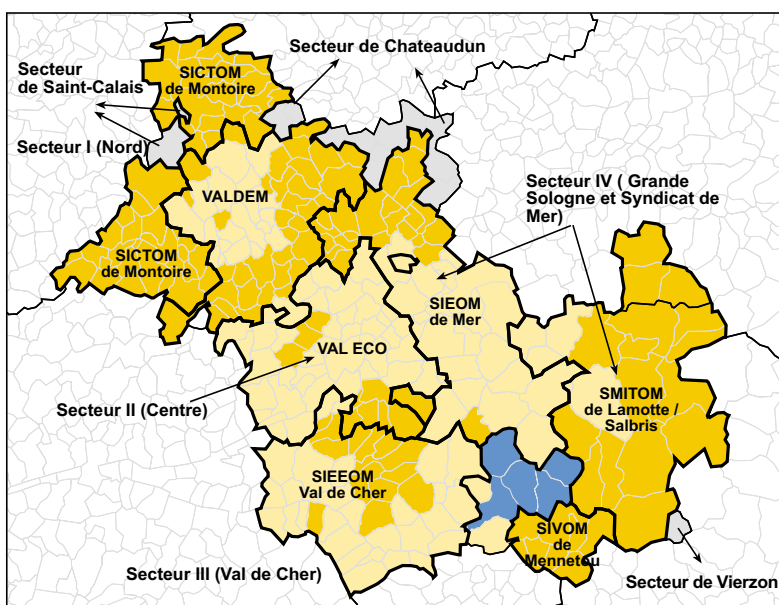 Secteur de Chateaudun
Secteur
de Saint-Calais
SICTOM
de Montoire
Secteur I (Nord)
VALDEM
Secteur IV ( Grande
Sologne et Syndicat de
Mer)
SICTOM
de Montoire
SIEOM
de Mer
VAL ECO
Secteur II (Centre)
SMITOM
de Lamotte /
Salbris
SIEEOM
Val de Cher
SIVOM
de
Mennetou
Secteur III (Val de Cher)
Secteur de Vierzon